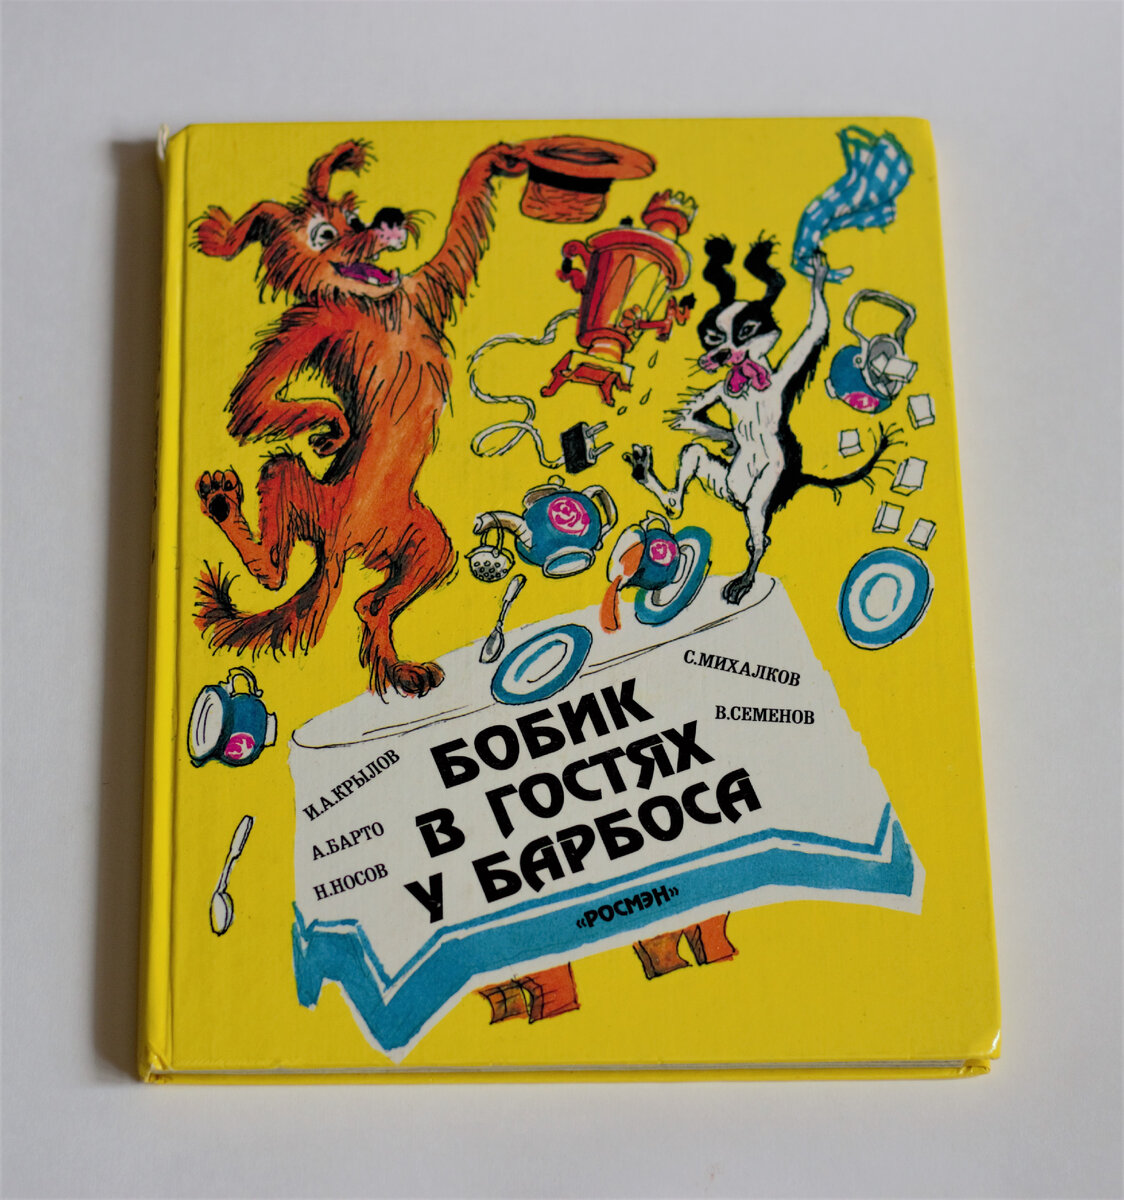 С.МИХАЛКОВ
В.СЕМЕНОВ
И.А.КРЫЛОВ
А.БАРТО
Н.НОСОВ
БОБИК
В ГОСТЯХ
У БАРБОСА
«РОСМЭН»